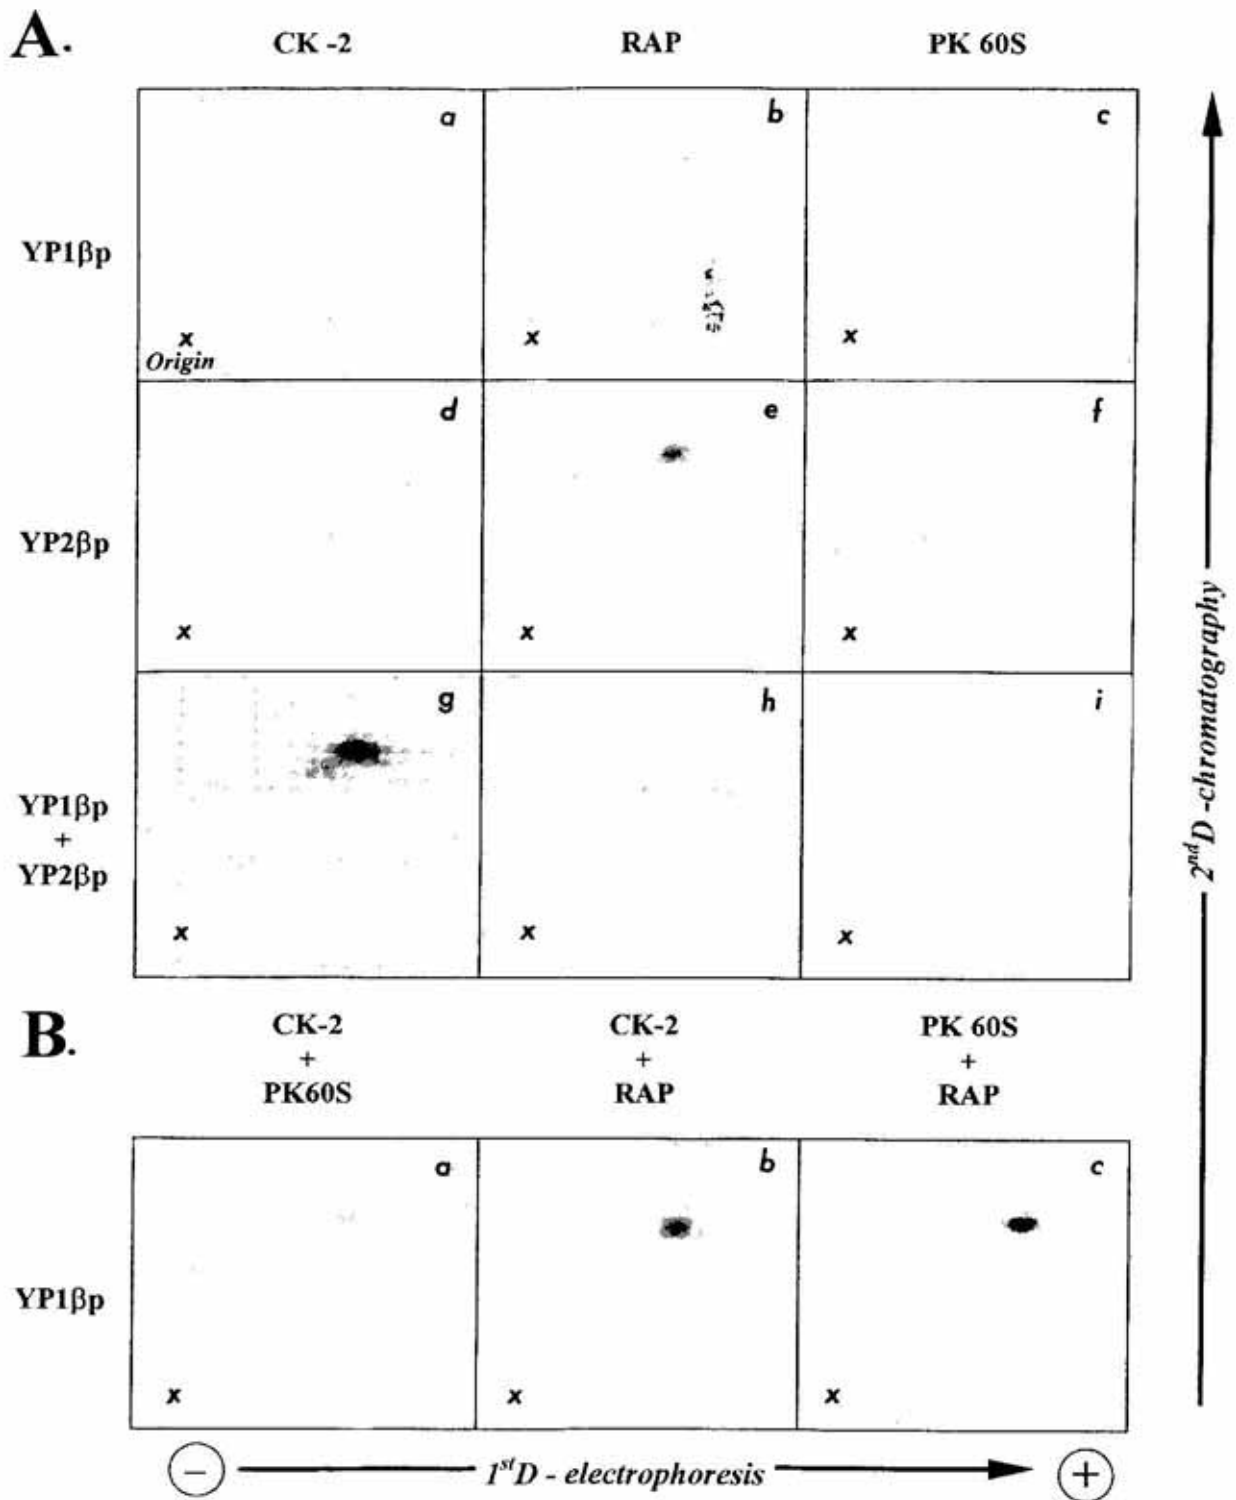 A. CK -2 RAP PK 60S
a b c
YP1βp
x x x
Origin
d e f
YP2βp
x x x
g h i
YP1βp
+
YP2βp
x x x
2ndD -chromatography
B. CK-2 CK-2 PK 60S
+ + +
PK60S RAP RAP
a b c
YP1βp
x x x
− 1stD - electrophoresis +